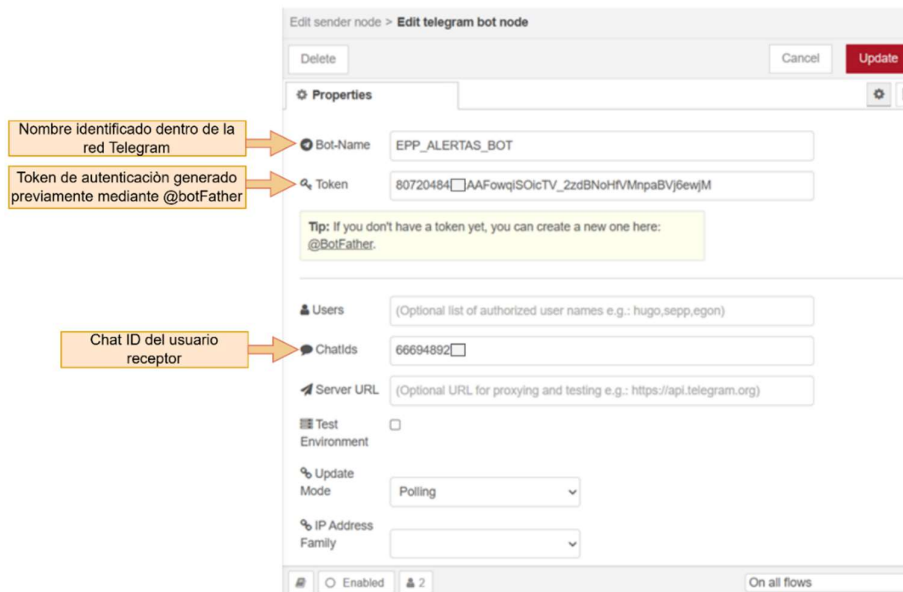 Edit sender node > Edit telegram bot node
Delete
Cancel
Update
Properties
Nombre identificado dentro de la
red Telegram
Bot-Name
EPP_ALERTAS_BOT
Token de autenticaciòn generado
previamente mediante @botFather
Token
80720484 AAFowqiSOicTV_2zdBNoHfVMnpaBVj6ewjM
Tip: If you don't have a token yet, you can create a new one here:
@BotFather.
Users
(Optional list of authorized user names e.g.: hugo,sepp,egon)
Chat ID del usuario
receptor
ChatIds
66694892
Server URL
(Optional URL for proxying and testing e.g.: https://api.telegram.org)
Test
Environment
Update
Mode
Polling
IP Address
Family
Enabled
2
On all flows